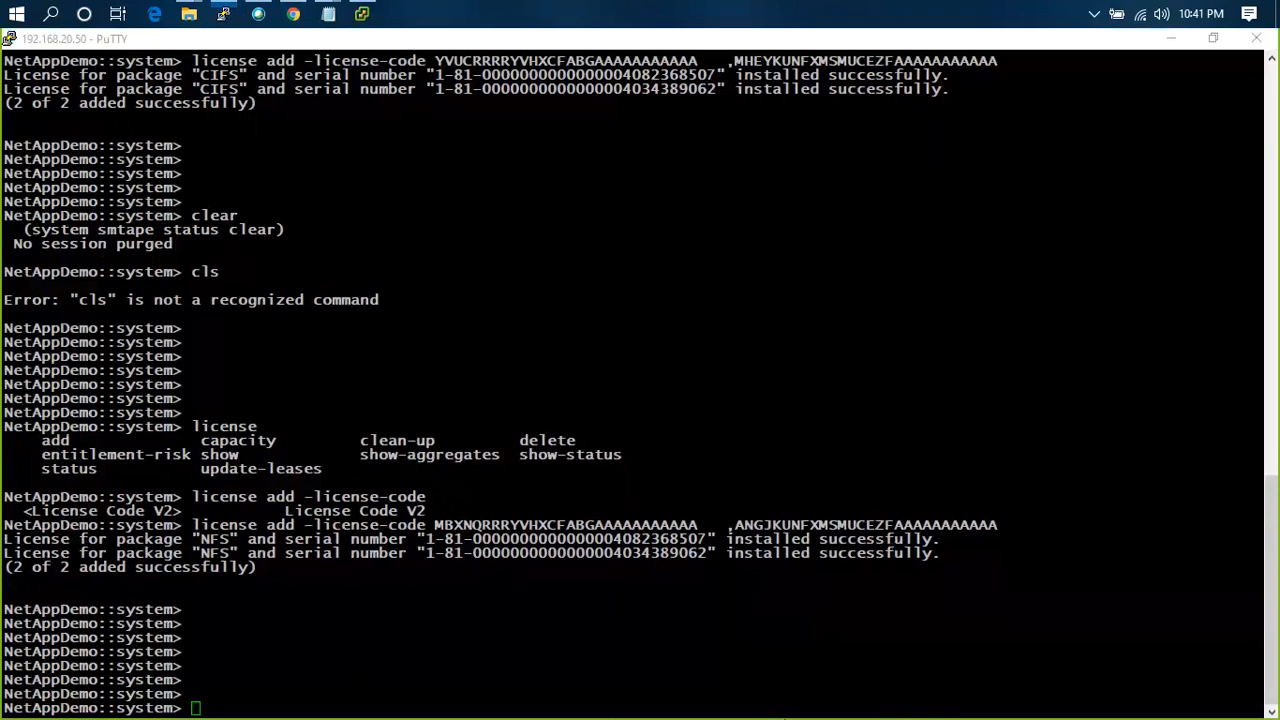 10:41 PM
192.168.20.50 - PuTTY
NetAppDemo::system> license add -license-code YVUCRRRRYVHXCFABGAAAAAAAAAAA    ,MHEYKUNFXMSMUCEZFAAAAAAAAAAA
License for package "CIFS" and serial number "1-81-0000000000000004082368507" installed successfully.
License for package "CIFS" and serial number "1-81-0000000000000004034389062" installed successfully.
(2 of 2 added successfully)
NetAppDemo::system>
NetAppDemo::system>
NetAppDemo::system>
NetAppDemo::system>
NetAppDemo::system>
NetAppDemo::system> clear
  (system smtape status clear)
 No session purged
NetAppDemo::system> cls
Error: "cls" is not a recognized command
NetAppDemo::system>
NetAppDemo::system>
NetAppDemo::system>
NetAppDemo::system>
NetAppDemo::system>
NetAppDemo::system>
NetAppDemo::system>
NetAppDemo::system> license
    add              capacity         clean-up         delete
    entitlement-risk show             show-aggregates  show-status
    status           update-leases
NetAppDemo::system> license add -license-code
  <License Code V2>           License Code V2
NetAppDemo::system> license add -license-code MBXNQRRRYVHXCFABGAAAAAAAAAAA    ,ANGJKUNFXMSMUCEZFAAAAAAAAAAA
License for package "NFS" and serial number "1-81-0000000000000004082368507" installed successfully.
License for package "NFS" and serial number "1-81-0000000000000004034389062" installed successfully.
(2 of 2 added successfully)
NetAppDemo::system>
NetAppDemo::system>
NetAppDemo::system>
NetAppDemo::system>
NetAppDemo::system>
NetAppDemo::system>
NetAppDemo::system>
NetAppDemo::system>